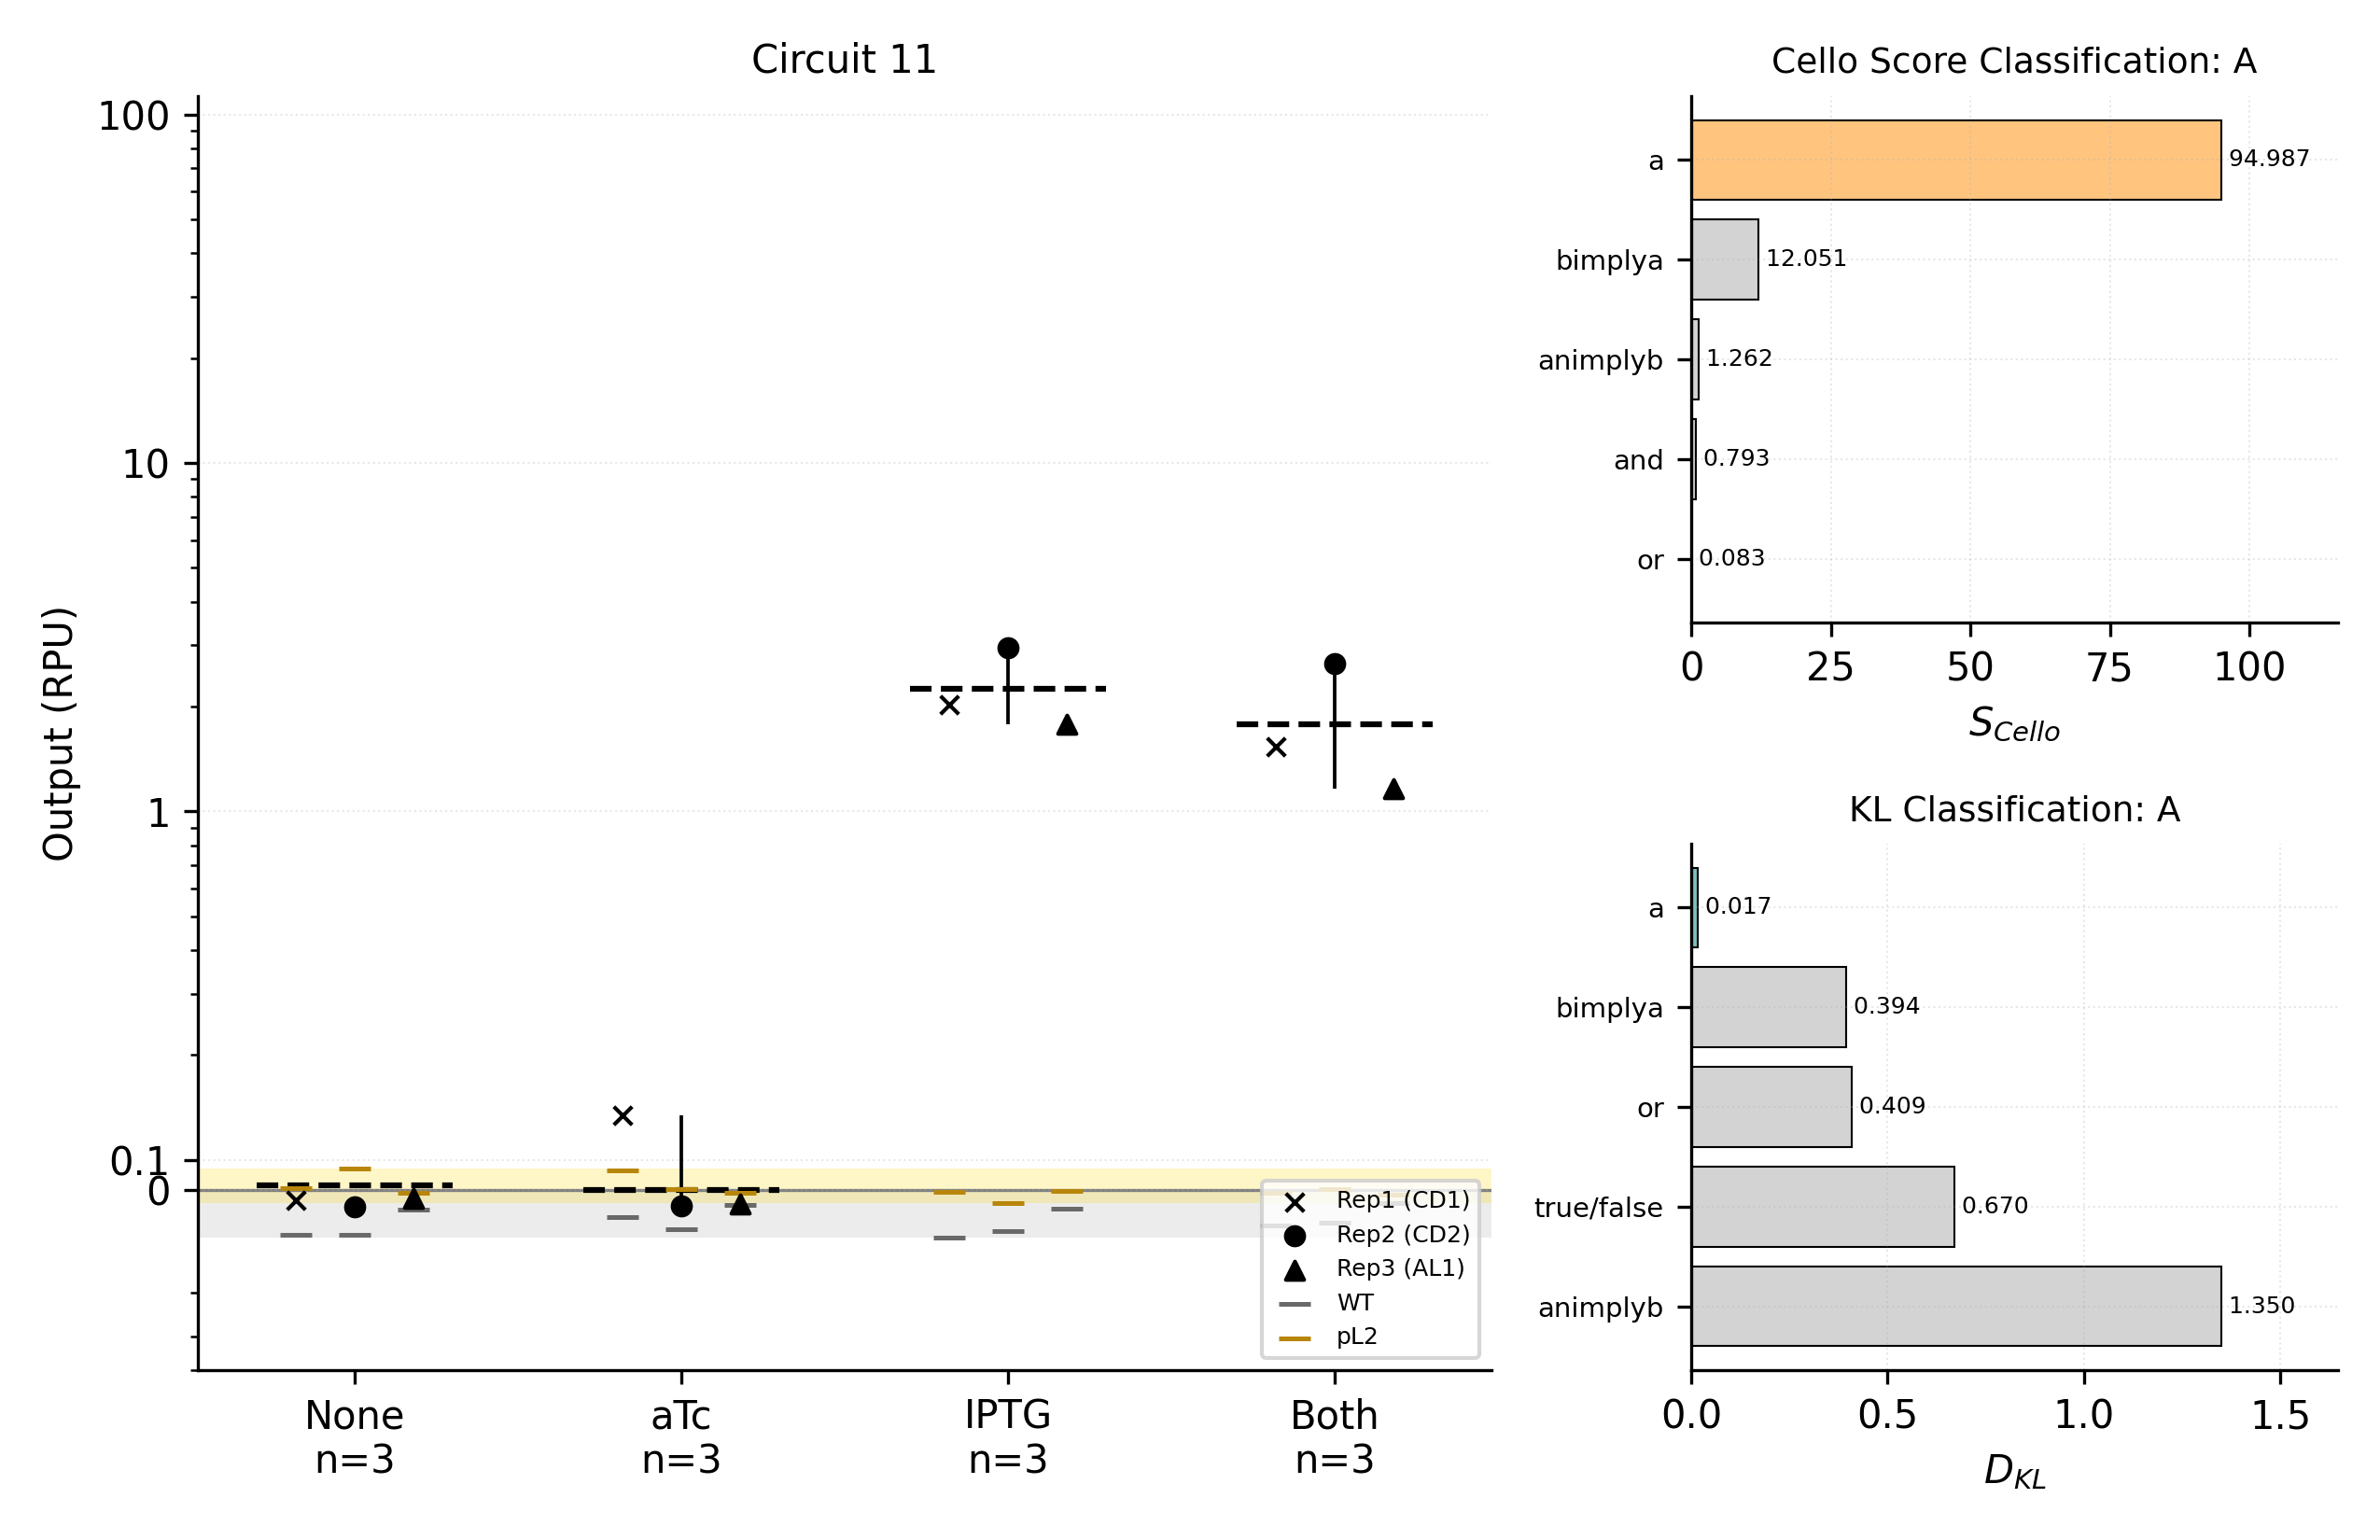 Circuit 11
Output (RPU)
100
10
1
0.1
0
None
n=3
aTc
n=3
IPTG
n=3
Both
n=3
Rep1 (CD1)
Rep2 (CD2)
Rep3 (AL1)
WT
pL2
Cello Score Classification: A
a
94.987
bimplya
12.051
animplyb
1.262
and
0.793
or
0.083
0 25 50 75 100
S_Cello
KL Classification: A
a
0.017
bimplya
0.394
or
0.409
true/false
0.670
animplyb
1.350
0.0 0.5 1.0 1.5
D_KL